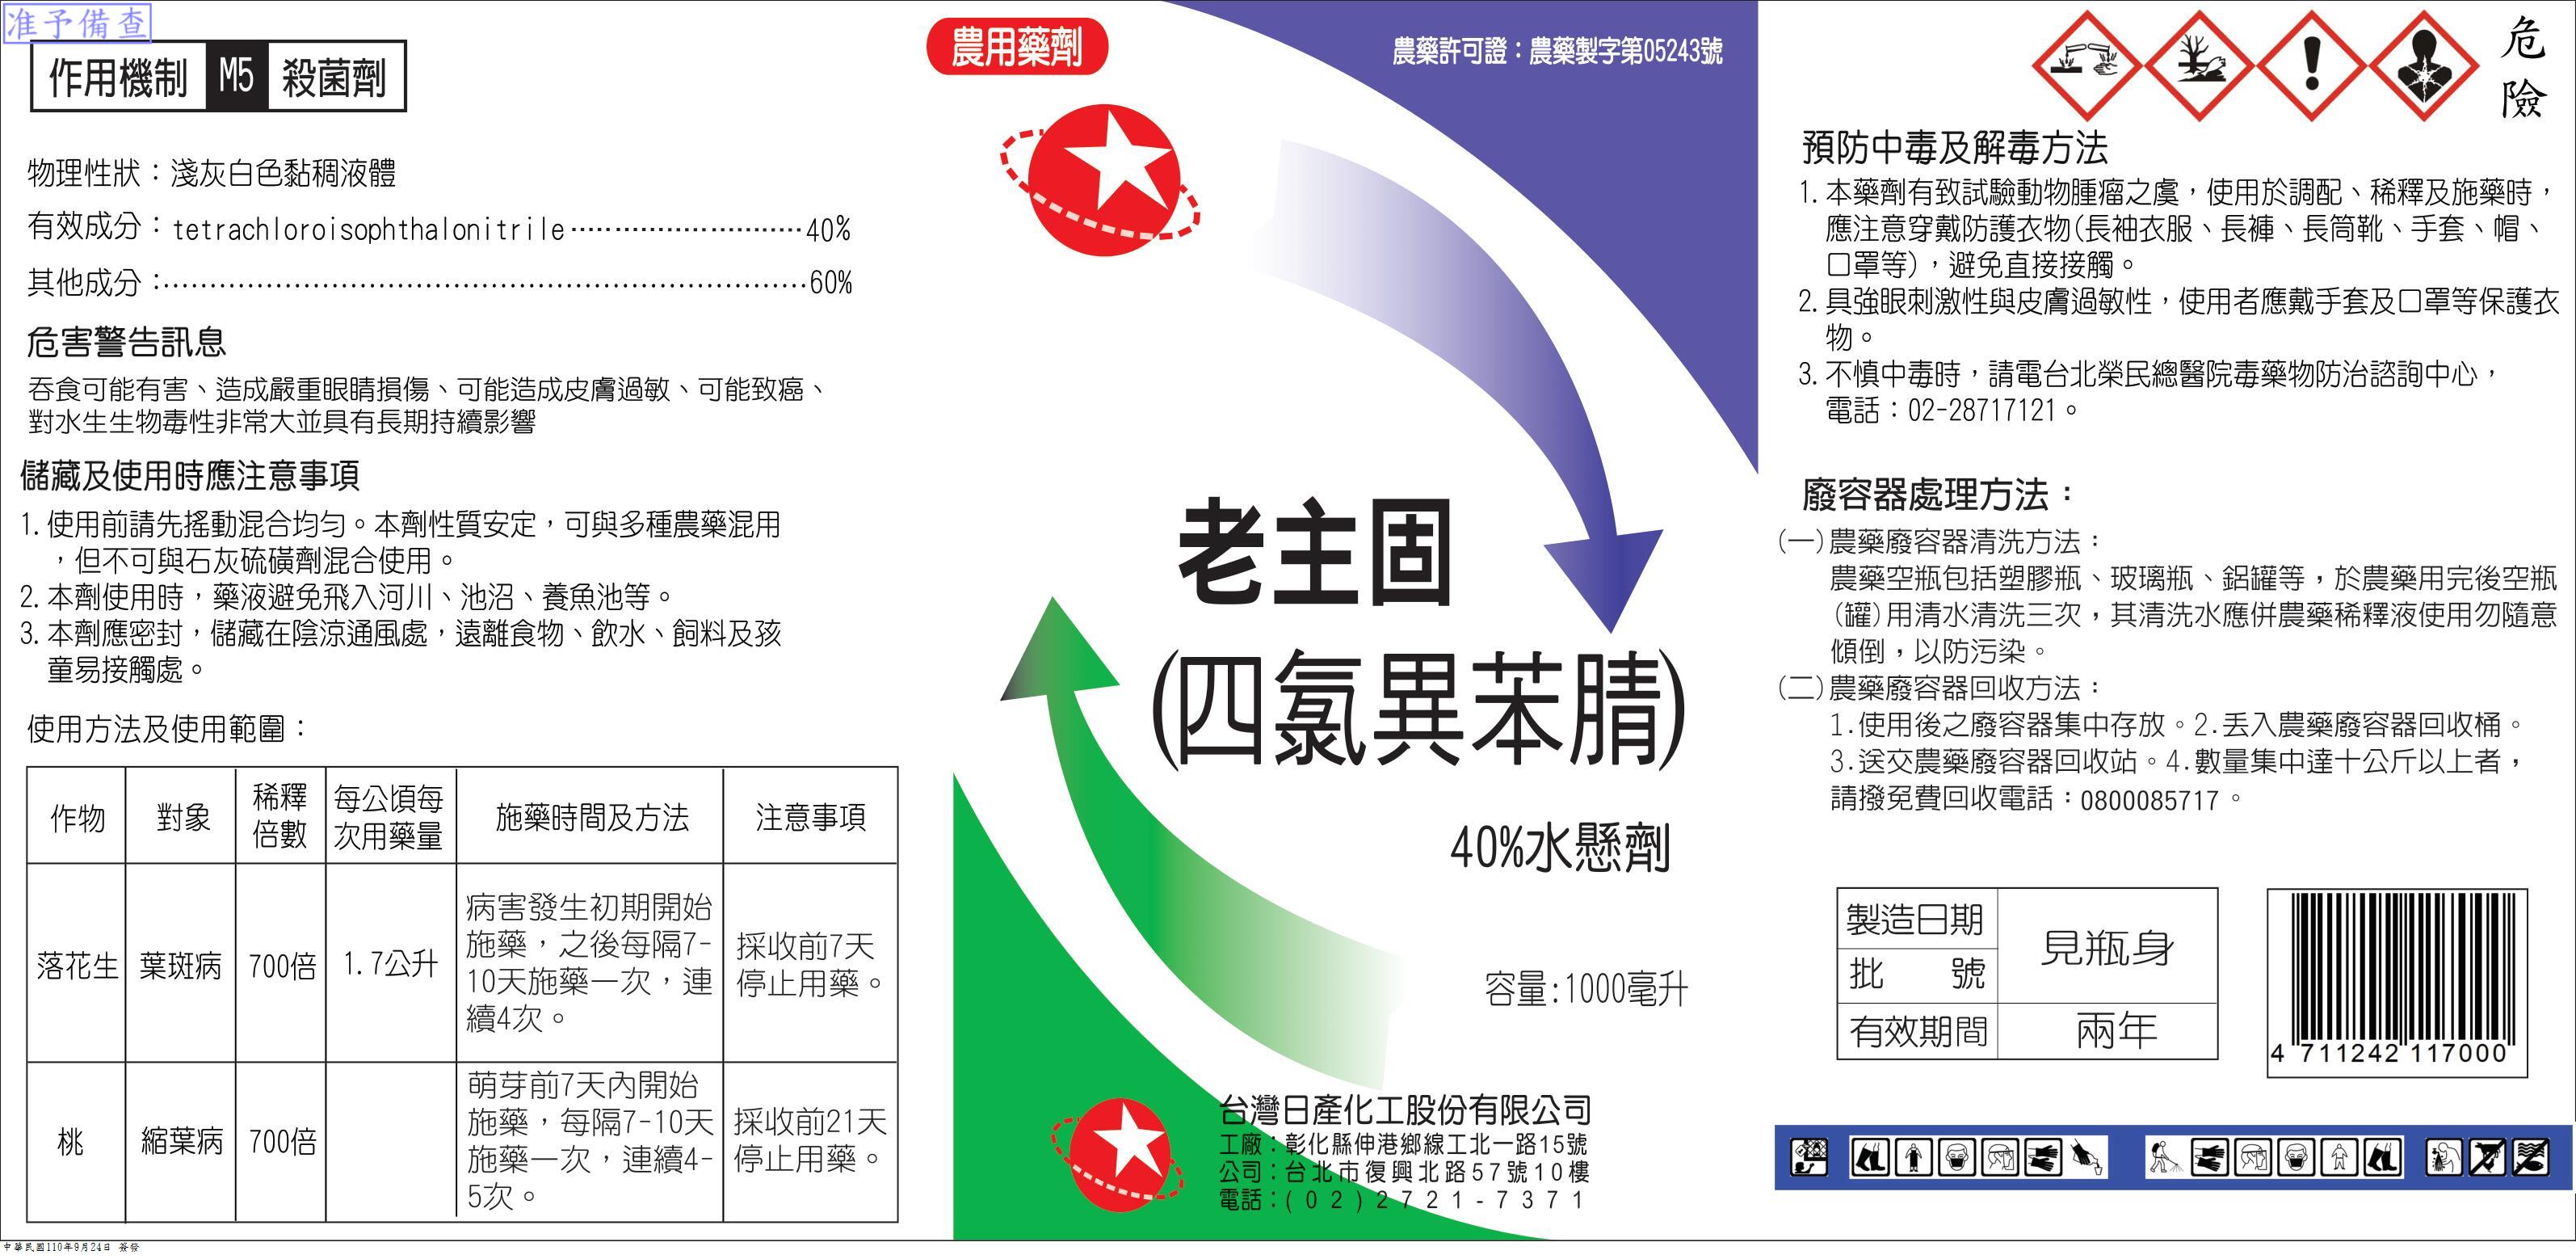 准予備查
作用機制 M5 殺菌劑
物理性狀：淺灰白色黏稠液體
有效成分：tetrachloroisophthalonitrile…………………………40%
其他成分：……………………………………………………………60%
危害警告訊息
吞食可能有害、造成嚴重眼睛損傷、可能造成皮膚過敏、可能致癌、
對水生生物毒性非常大並具有長期持續影響
儲藏及使用時應注意事項
1.使用前請先搖動混合均勻。本劑性質安定，可與多種農藥混用
，但不可與石灰硫磺劑混合使用。
2.本劑使用時，藥液避免飛入河川、池沼、養魚池等。
3.本劑應密封，儲藏在陰涼通風處，遠離食物、飲水、飼料及孩
童易接觸處。
使用方法及使用範圍：
作物 對象 稀釋倍數 每公頃每次用藥量 施藥時間及方法 注意事項
落花生 葉斑病 700倍 1.7公升
病害發生初期開始
施藥，之後每隔7-
10天施藥一次，連
續4次。
採收前7天
停止用藥。
桃 縮葉病 700倍
萌芽前7天內開始
施藥，每隔7-10天
施藥一次，連續4-
5次。
採收前21天
停止用藥。
中華民國110年9月24日 簽發
農用藥劑
農藥許可證：農藥製字第05243號
老主固
(四氯異苯腈)
40%水懸劑
容量:1000毫升
台灣日產化工股份有限公司
工廠：彰化縣伸港鄉線工北一路15號
公司：台北市復興北路57號10樓
電話：(02)2721-7371
危
險
預防中毒及解毒方法
1.本藥劑有致試驗動物腫瘤之虞，使用於調配、稀釋及施藥時，
應注意穿戴防護衣物(長袖衣服、長褲、長筒靴、手套、帽、
口罩等)，避免直接接觸。
2.具強眼刺激性與皮膚過敏性，使用者應戴手套及口罩等保護衣
物。
3.不慎中毒時，請電台北榮民總醫院毒藥物防治諮詢中心，
電話：02-28717121。
廢容器處理方法：
(一)農藥廢容器清洗方法：
農藥空瓶包括塑膠瓶、玻璃瓶、鋁罐等，於農藥用完後空瓶
(罐)用清水清洗三次，其清洗水應併農藥稀釋液使用勿隨意
傾倒，以防污染。
(二)農藥廢容器回收方法：
1.使用後之廢容器集中存放。2.丟入農藥廢容器回收桶。
3.送交農藥廢容器回收站。4.數量集中達十公斤以上者，
請撥免費回收電話：0800085717。
製造日期
批 號
見瓶身
有效期間 兩年
4 711242 117000